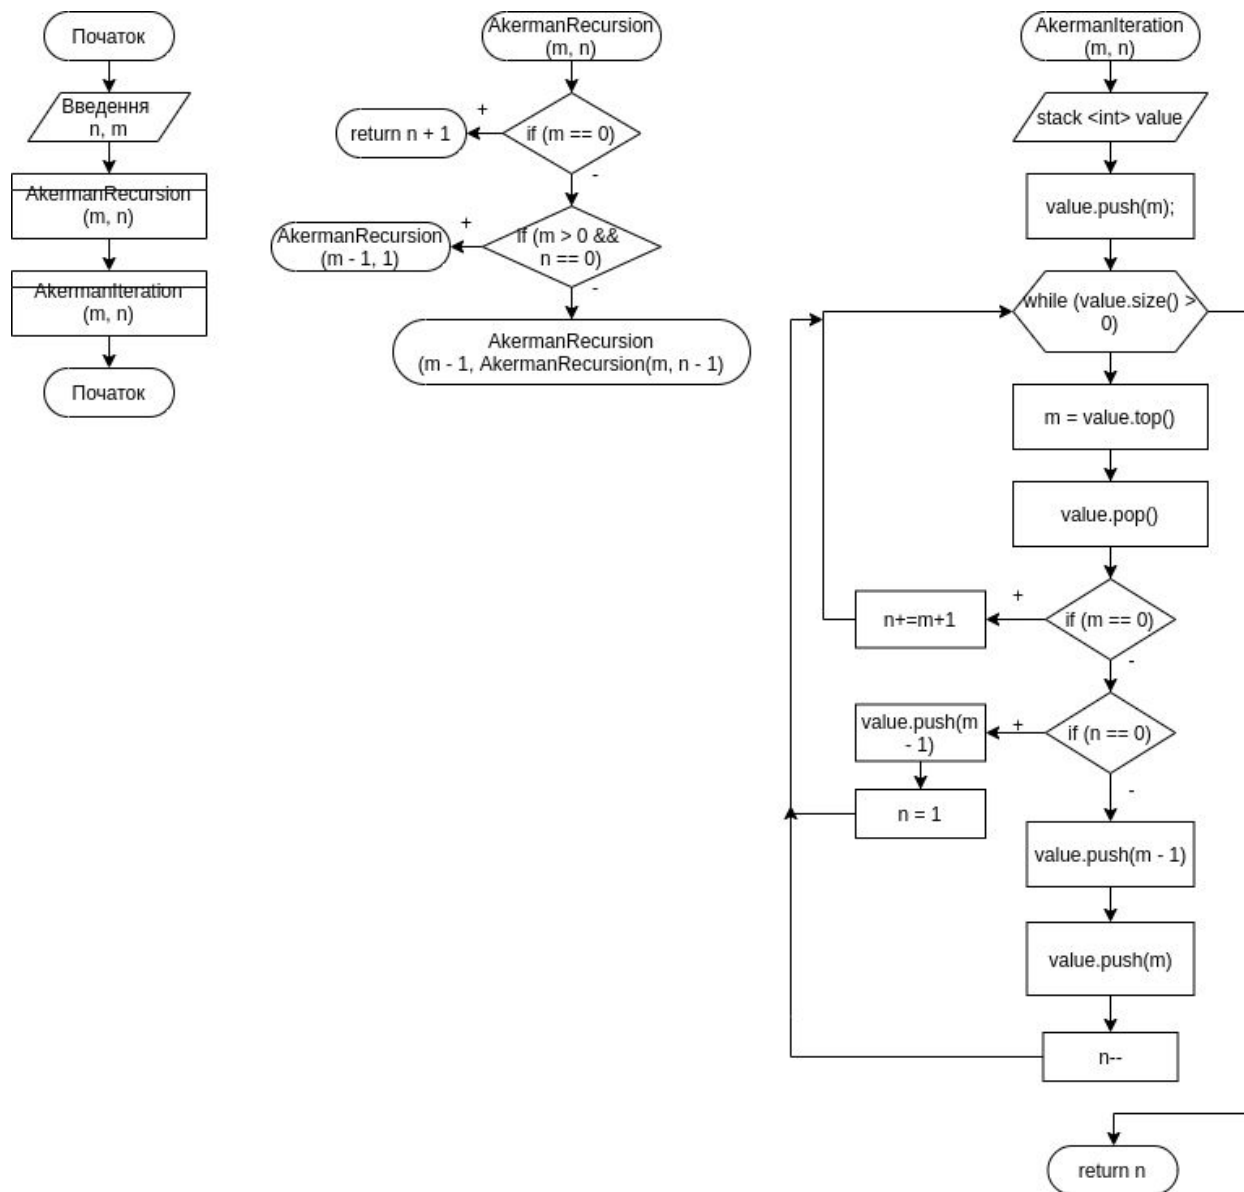 Початок
Введення
n, m
AkermanRecursion
(m, n)
AkermanIteration
(m, n)
Початок
AkermanRecursion
(m, n)
if (m == 0)
+
return n + 1
-
if (m > 0 &&
n == 0)
+
AkermanRecursion
(m - 1, 1)
-
AkermanRecursion
(m - 1, AkermanRecursion(m, n - 1)
AkermanIteration
(m, n)
stack <int> value
value.push(m);
while (value.size() >
0)
m = value.top()
value.pop()
if (m == 0)
+
n+=m+1
-
if (n == 0)
+
value.push(m
- 1)
n = 1
-
value.push(m - 1)
value.push(m)
n--
return n